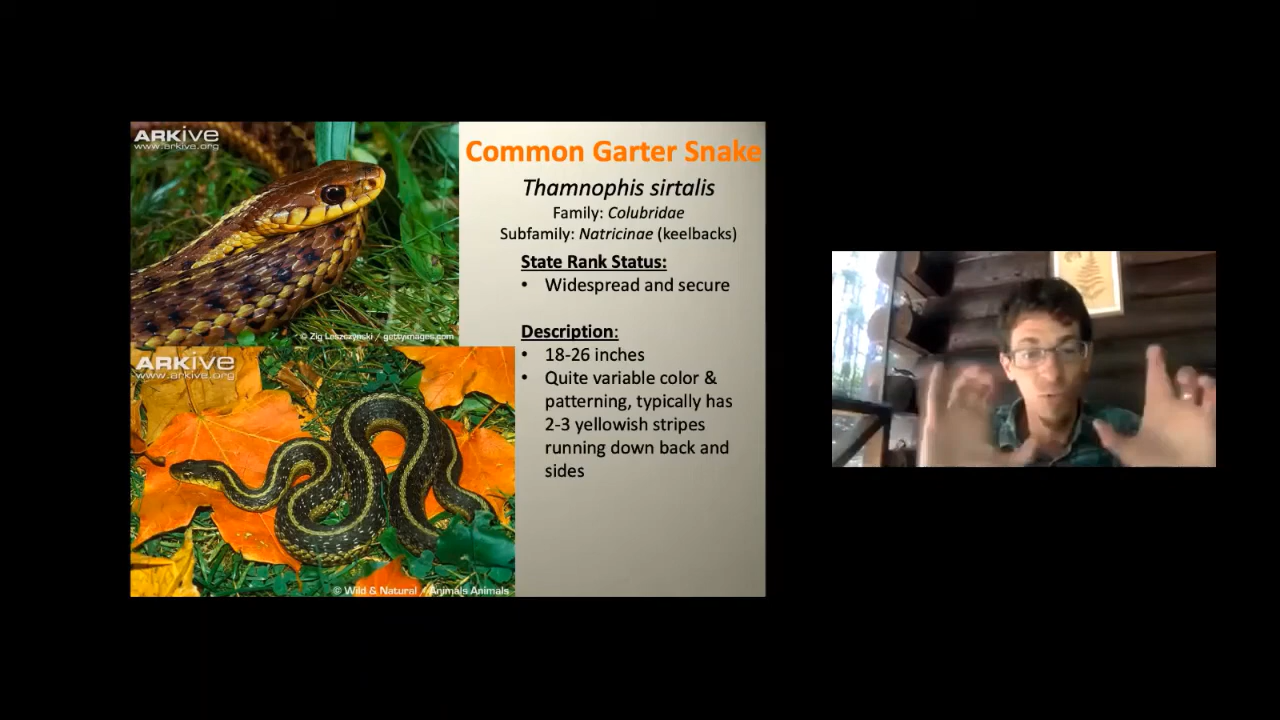 ARKive
www.arkive.org
© Zig Leszczynski / gettyimages.com
ARKive
www.arkive.org
© Wild & Natural / Animals Animals
Common Garter Snake
Thamnophis sirtalis
Family: Colubridae
Subfamily: Natricinae (keelbacks)
State Rank Status:
• Widespread and secure
Description:
• 18-26 inches
• Quite variable color &
patterning, typically has
2-3 yellowish stripes
running down back and
sides